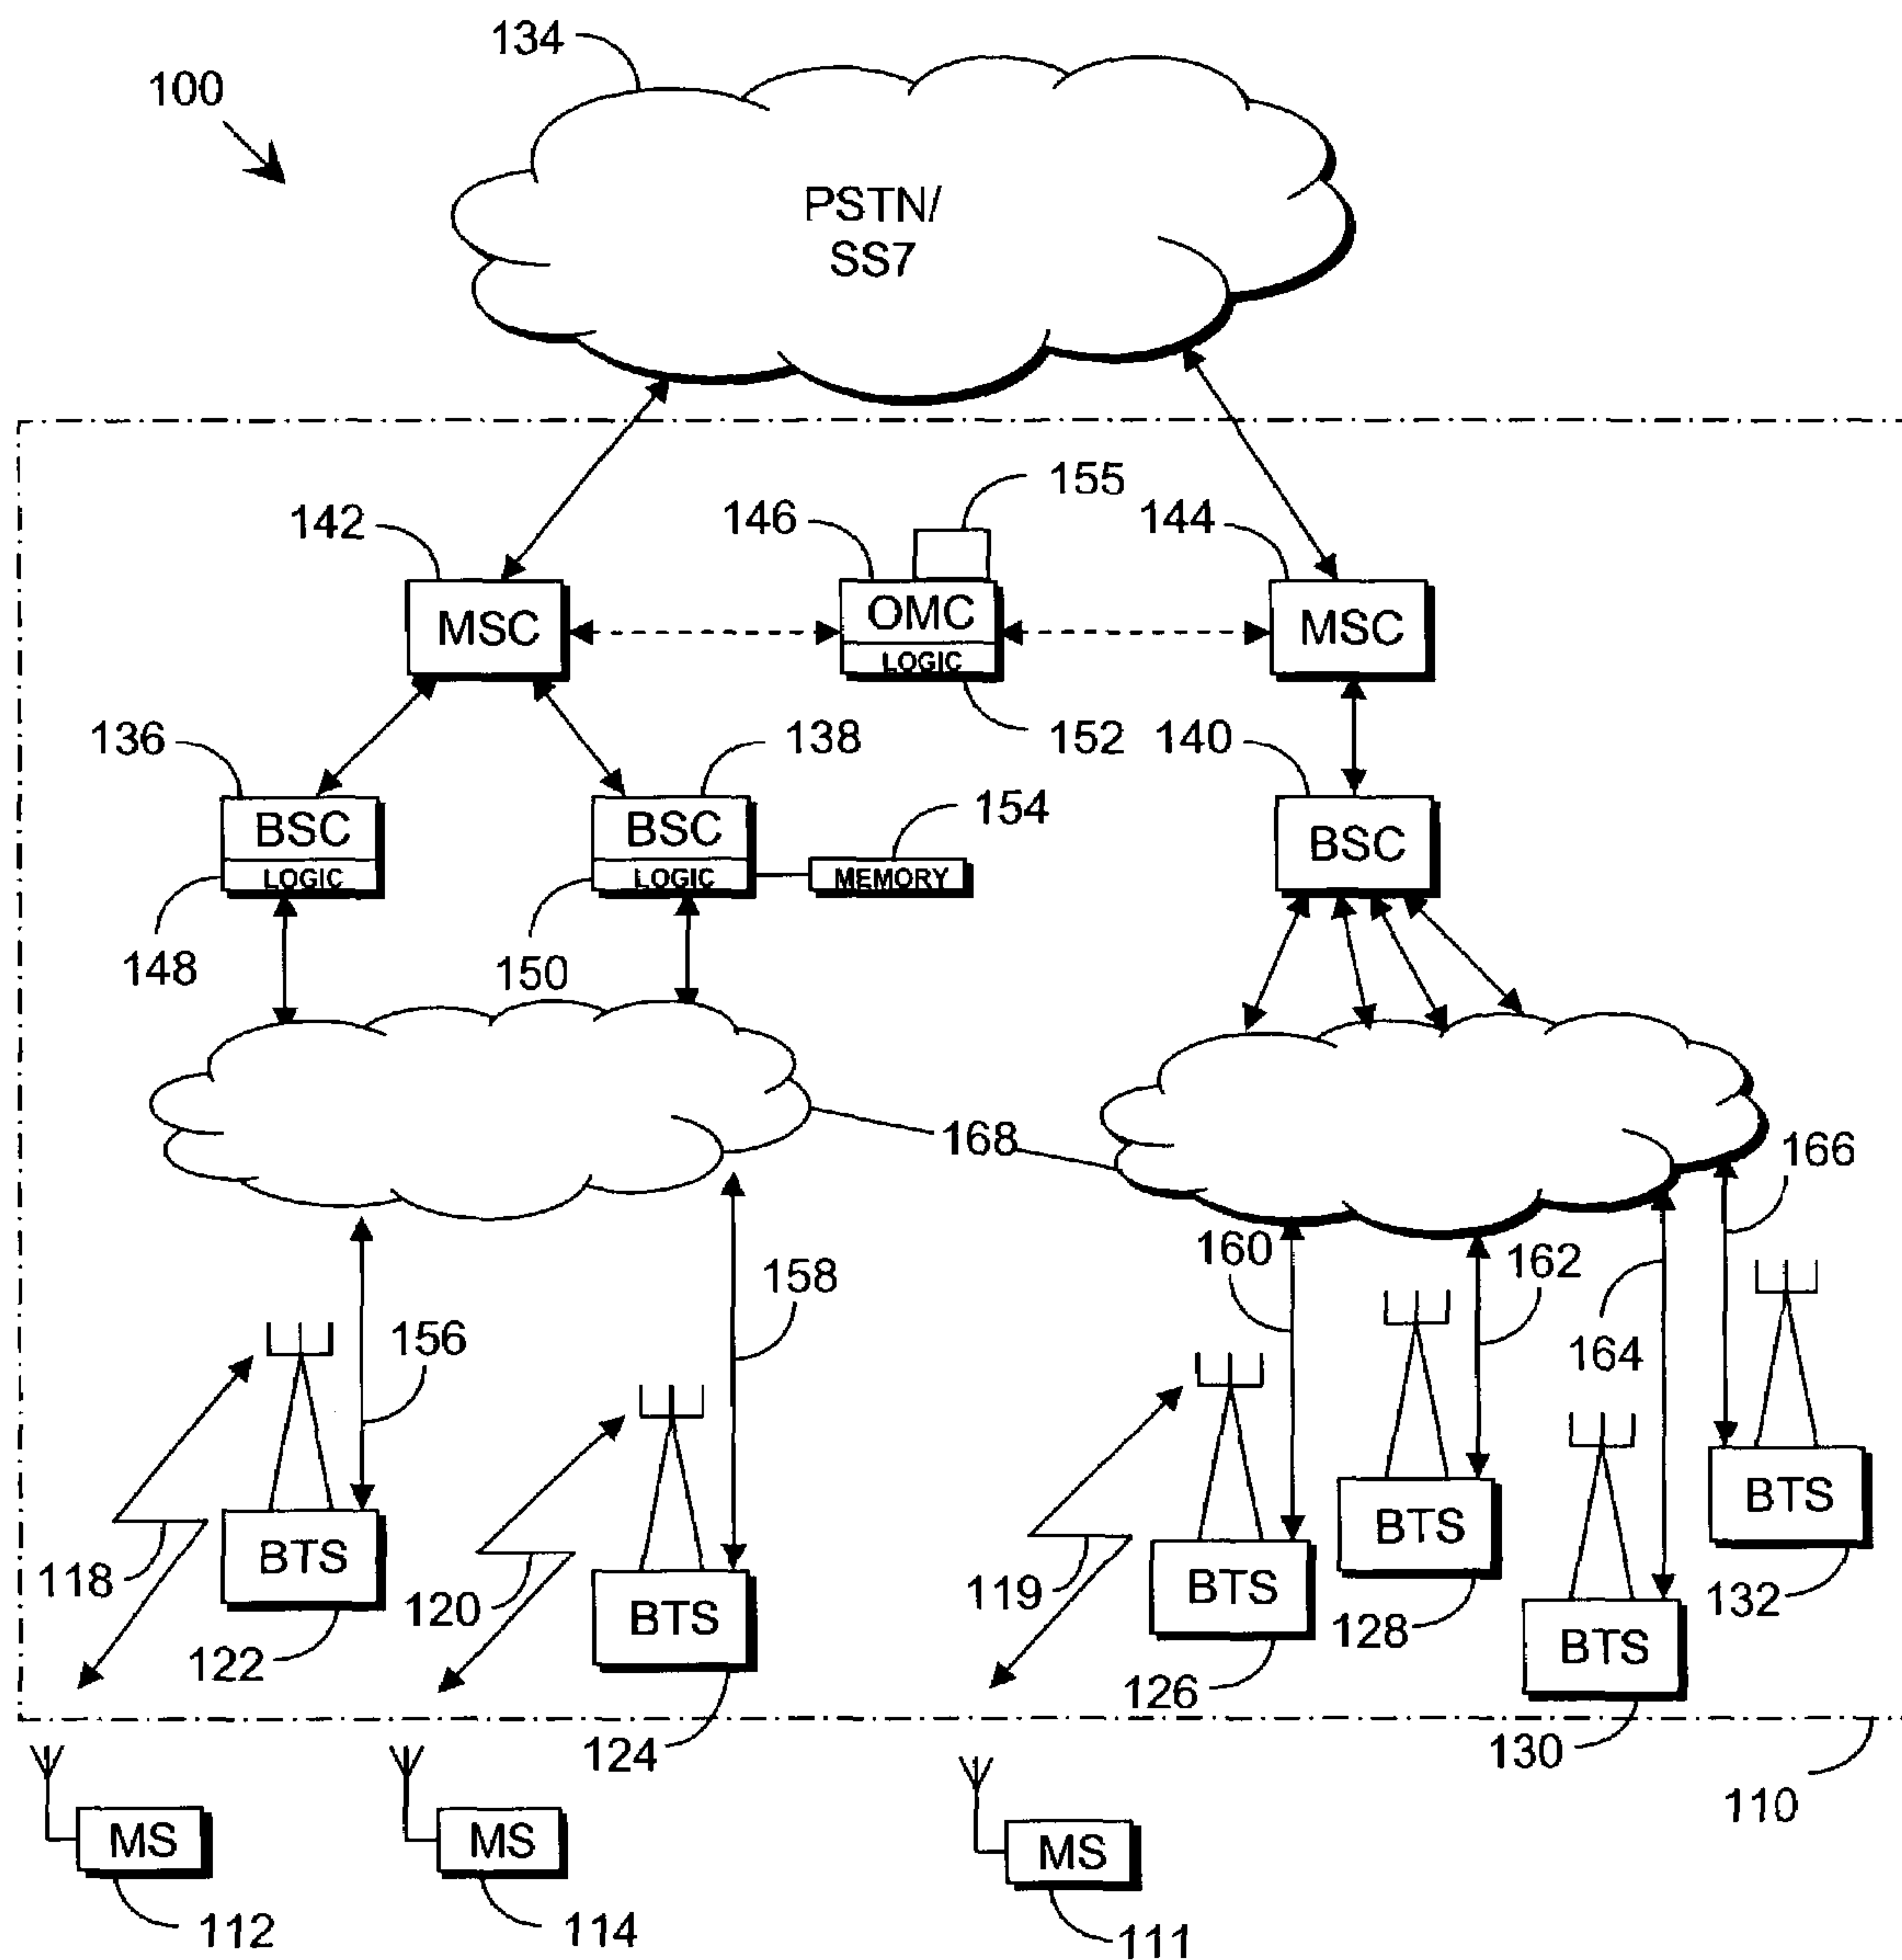 134
100
PSTN/
SS7
155
142
146
144
MSC
OMC
LOGIC
MSC
136
138
152
140
BSC
LOGIC
BSC
LOGIC
154
MEMORY
BSC
148
150
168
166
160
162
158
156
164
BTS
BTS
BTS
BTS
BTS
BTS
118
120
119
132
122
128
126
124
130
110
MS
MS
MS
112
114
111